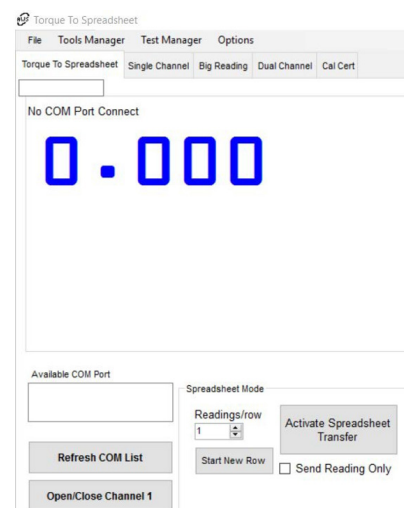 Torque To Spreadsheet
File Tools Manager Test Manager Options
Torque To Spreadsheet Single Channel Big Reading Dual Channel Cal Cert
No COM Port Connect
0.000
Available COM Port
Spreadsheet Mode
Readings/row
1
Activate Spreadsheet
Transfer
Refresh COM List
Start New Row
Send Reading Only
Open/Close Channel 1